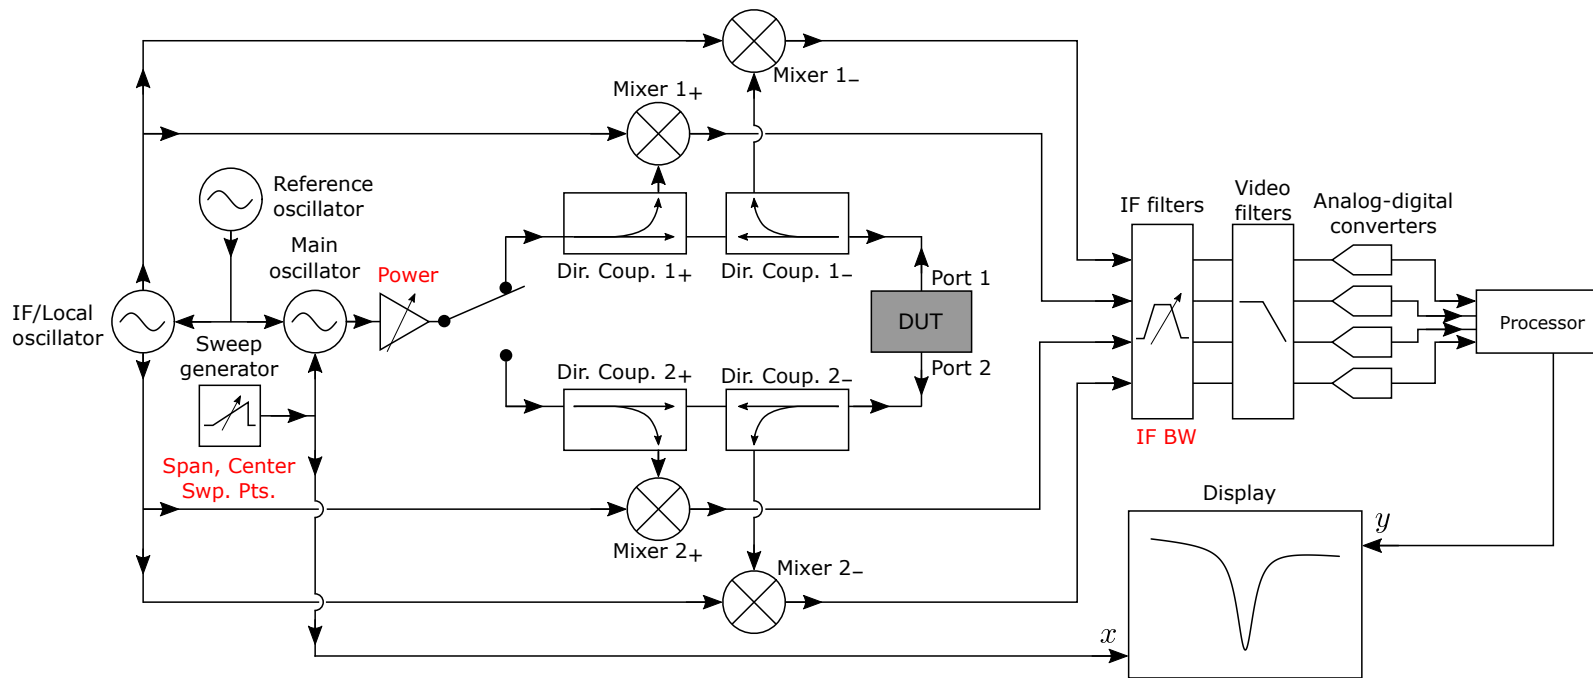 Mixer 1−
Mixer 1+
Reference
oscillator
Main
oscillator
Power
Dir. Coup. 1+
Dir. Coup. 1−
Port 1
IF filters
Video
filters
Analog-digital
converters
IF/Local
oscillator
Sweep
generator
DUT
Processor
Dir. Coup. 2+
Dir. Coup. 2−
Port 2
IF BW
Span, Center
Swp. Pts.
Display
Mixer 2+
Mixer 2−
y
x